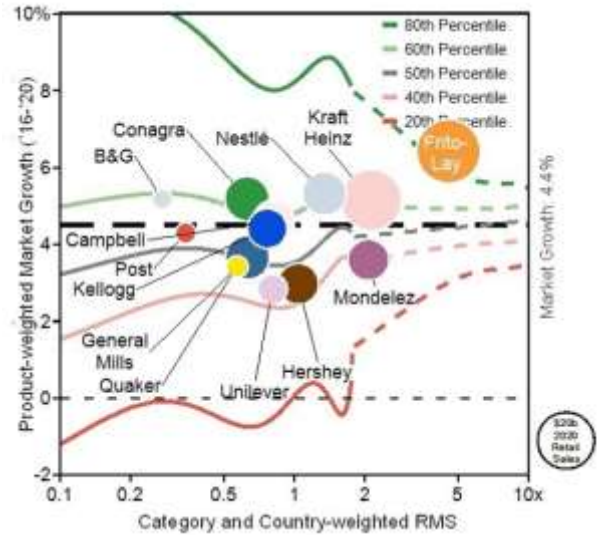 10%
8
6
4
2
0
-2
Product-weighted Market Growth ('16-'20)
80th Percentile
60th Percentile
50th Percentile
40th Percentile
20th Percentile
Conagra
B&G
Nestlé
Kraft
Heinz
Frito-
Lay
Campbell
Post
Kellogg
General
Mills
Quaker
Unilever
Hershey
Mondelez
Market Growth 4.4%
$20b
2020
Retail
Sales
0.1
0.2
0.5
1
2
5
10x
Category and Country-weighted RMS